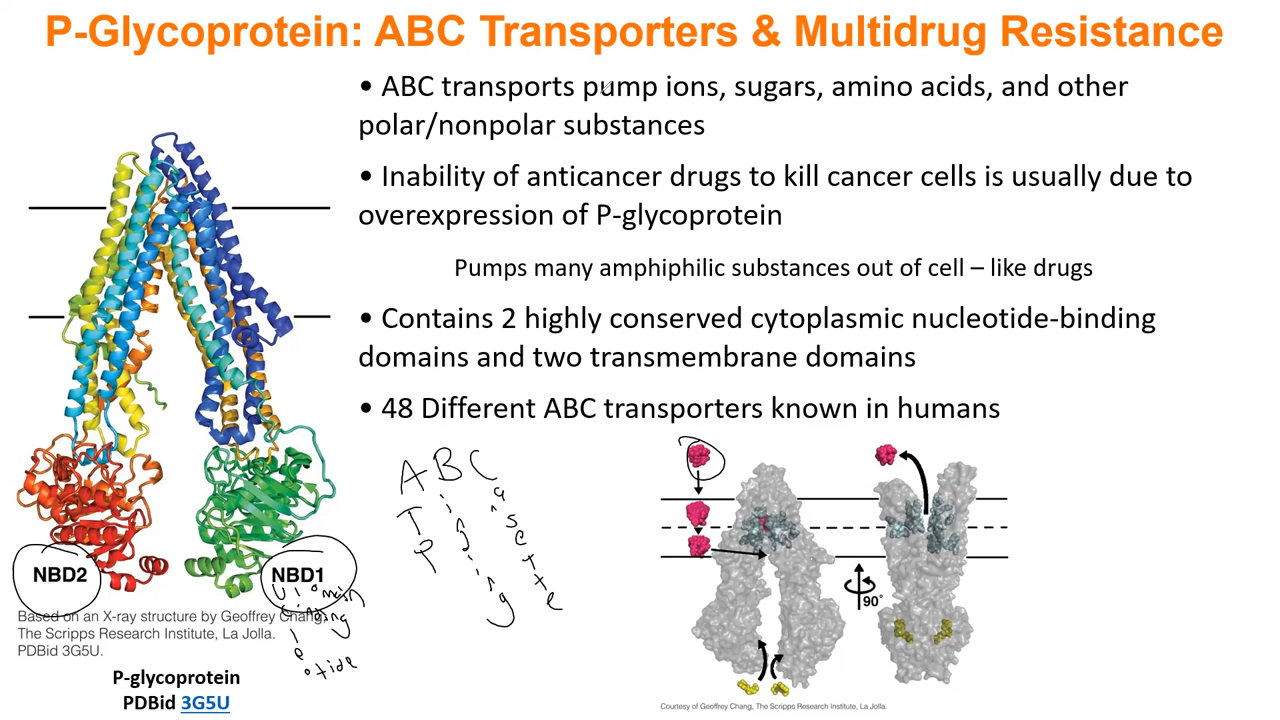 P-Glycoprotein: ABC Transporters & Multidrug Resistance
• ABC transports pump ions, sugars, amino acids, and other
polar/nonpolar substances
• Inability of anticancer drugs to kill cancer cells is usually due to
overexpression of P-glycoprotein
Pumps many amphiphilic substances out of cell – like drugs
• Contains 2 highly conserved cytoplasmic nucleotide-binding
domains and two transmembrane domains
• 48 Different ABC transporters known in humans
ABC
ATP
Binding
Cassette
NBD2
NBD1
Based on an X-ray structure by Geoffrey Chang,
The Scripps Research Institute, La Jolla.
PDBid 3G5U.
P-glycoprotein
PDBid 3G5U
90°
Courtesy of Geoffrey Chang, The Scripps Research Institute, La Jolla.